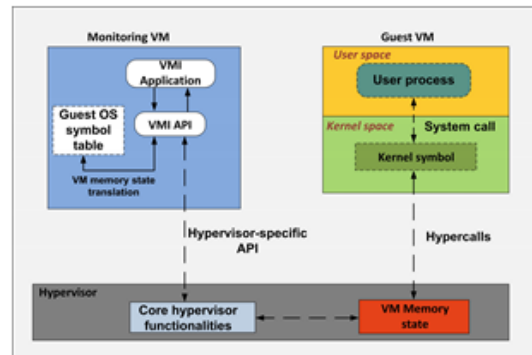 Monitoring VM
VMI
Application
Guest OS
symbol
table
VMI API
VM memory state
translation
Guest VM
User space
User process
Kernel space
System call
Kernel symbol
Hypervisor-specific
API
Hypercalls
Hypervisor
Core hypervisor
functionalities
VM Memory
state